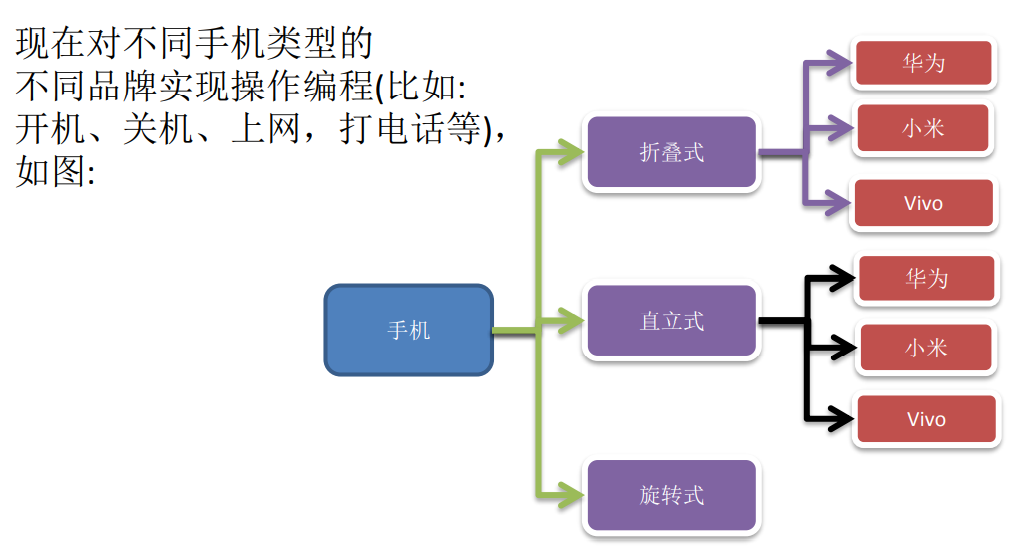 现在对不同手机类型的
不同品牌实现操作编程(比如:
开机、关机、上网，打电话等)，
如图:
手机
折叠式
华为
小米
Vivo
直立式
华为
小米
Vivo
旋转式